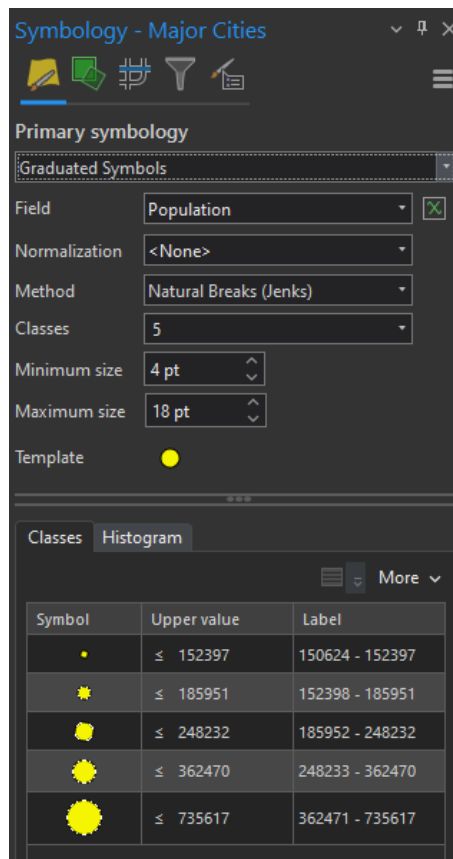 Symbology - Major Cities
Primary symbology
Graduated Symbols
Field Population
Normalization <None>
Method Natural Breaks (Jenks)
Classes 5
Minimum size 4 pt
Maximum size 18 pt
Template
Classes Histogram
More
Symbol Upper value Label
≤ 152397 150624 - 152397
≤ 185951 152398 - 185951
≤ 248232 185952 - 248232
≤ 362470 248233 - 362470
≤ 735617 362471 - 735617